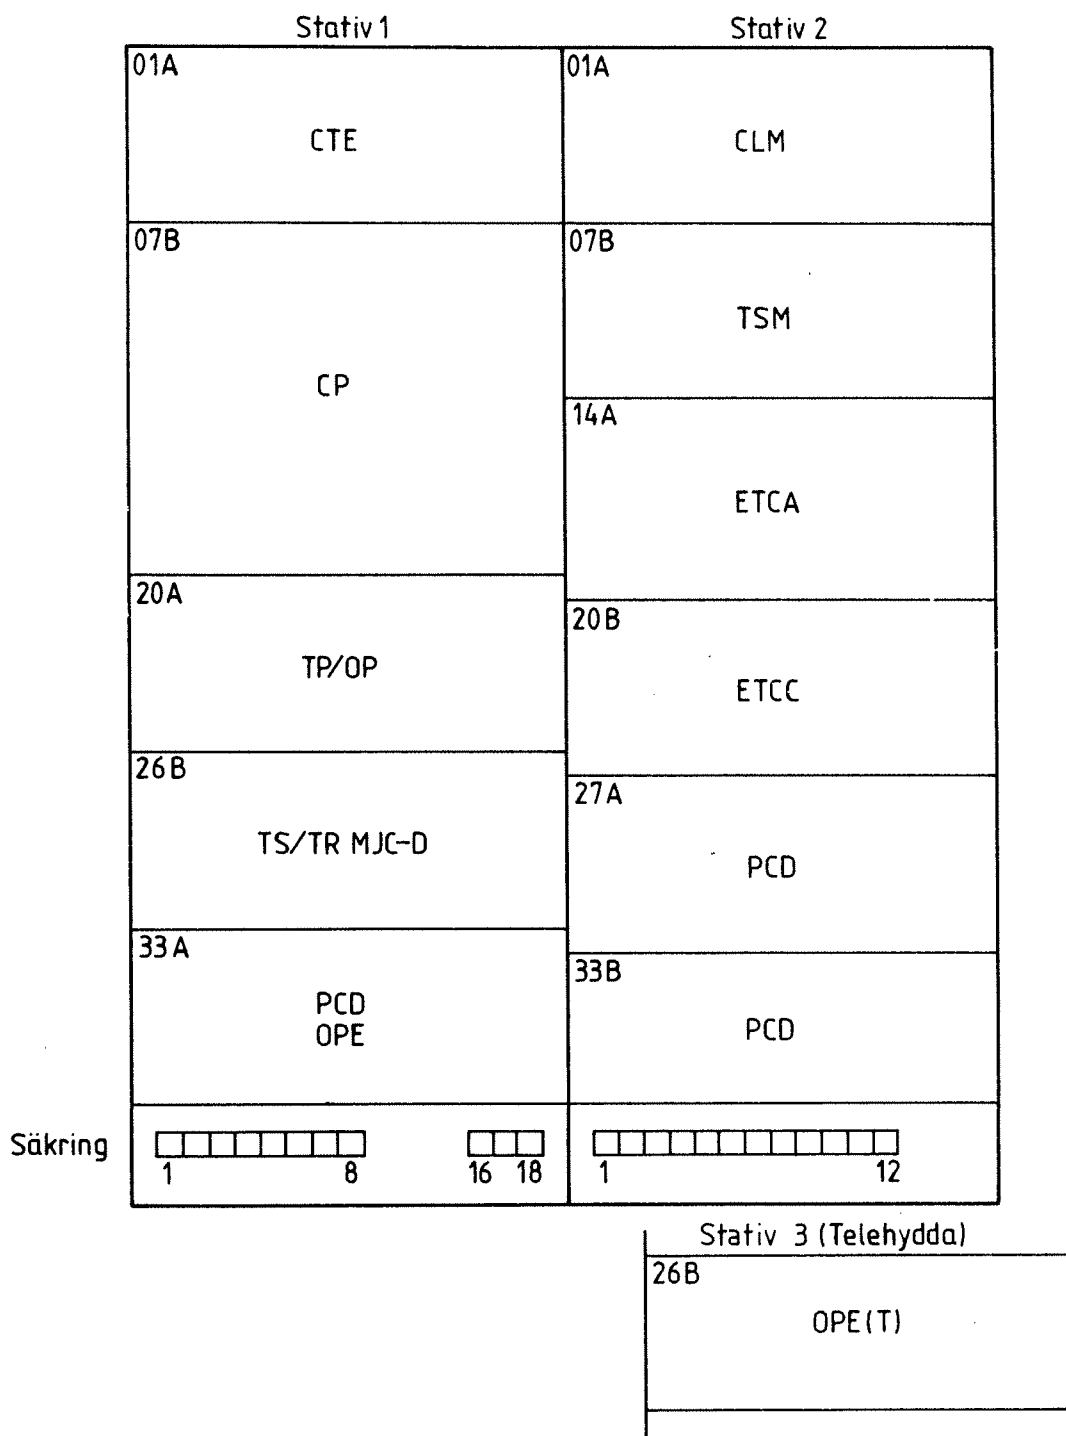 Stativ 1
01A
CTE
07B
CP
20A
TP/OP
26B
TS/TR MJC-D
33A
PCD
OPE
Säkring
1 8 16 18
Stativ 2
01A
CLM
07B
TSM
14A
ETCA
20B
ETCC
27A
PCD
33B
PCD
1 12
Stativ 3 (Telehydda)
26B
OPE(T)